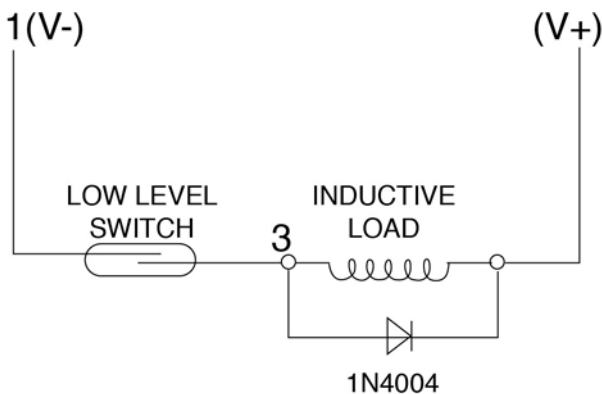 1(V-)
(V+)
LOW LEVEL
SWITCH
3
INDUCTIVE
LOAD
1N4004